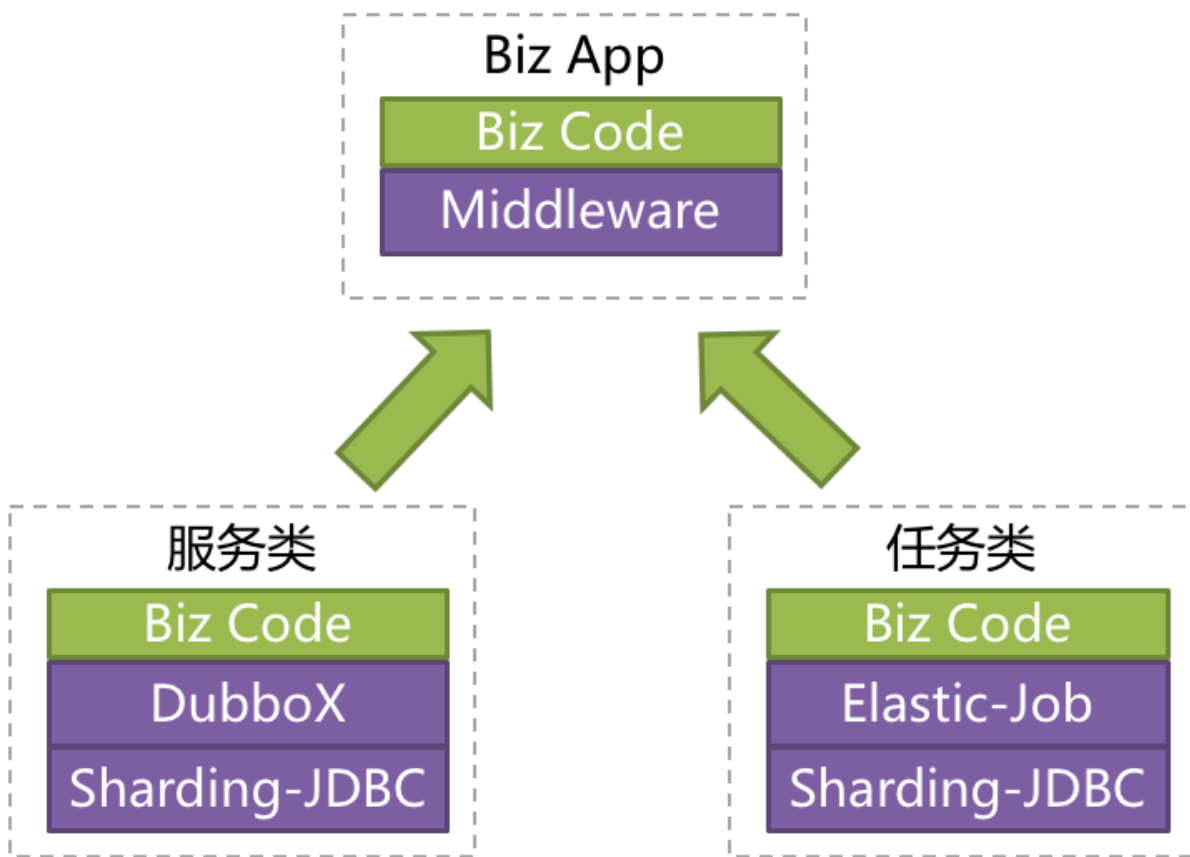 Biz App
Biz Code
Middleware
服务类
Biz Code
DubboX
Sharding-JDBC
任务类
Biz Code
Elastic-Job
Sharding-JDBC